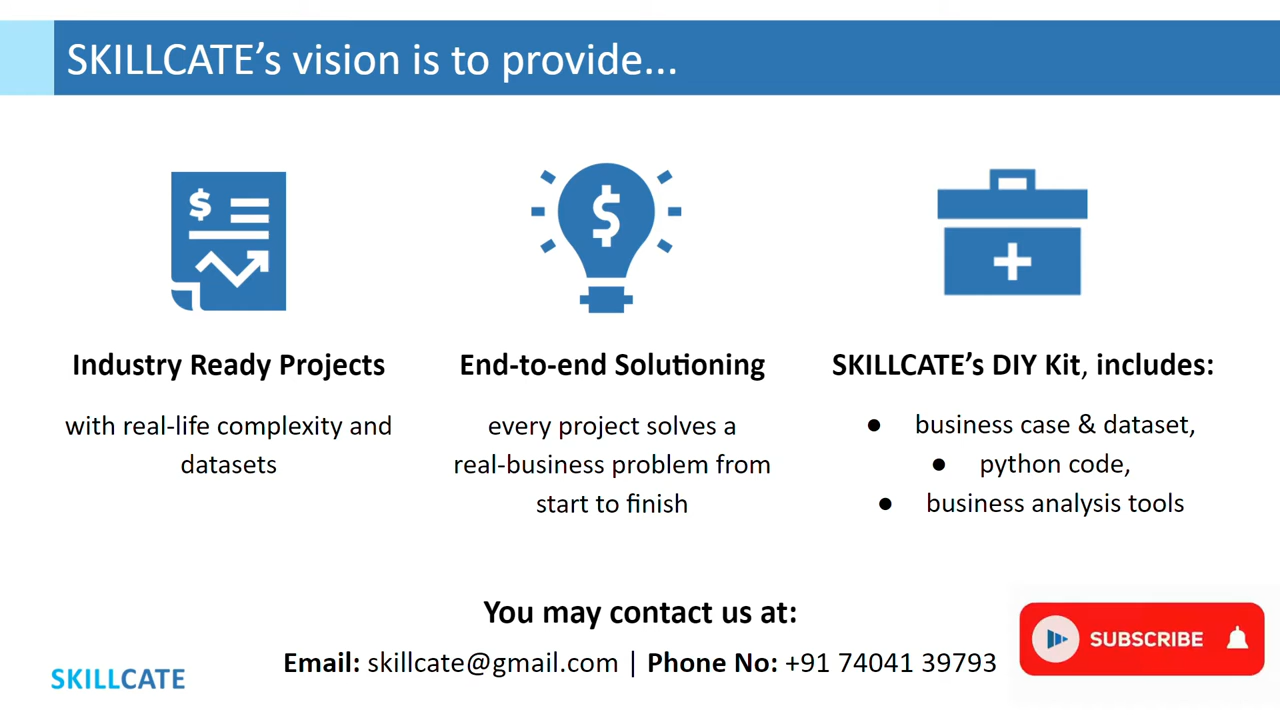 SKILLCATE’s vision is to provide...
$
$
Industry Ready Projects
with real-life complexity and
datasets
End-to-end Solutioning
every project solves a
real-business problem from
start to finish
SKILLCATE’s DIY Kit, includes:
● business case & dataset,
● python code,
● business analysis tools
You may contact us at:
Email: skillcate@gmail.com | Phone No: +91 74041 39793
SKILLCATE
SUBSCRIBE